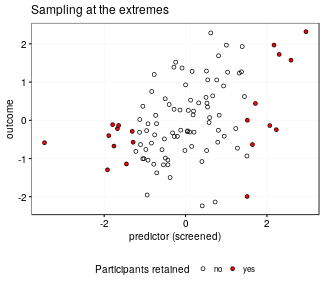 Sampling at the extremes
outcome
2
1
0
-1
-2
-2
0
2
predictor (screened)
Participants retained
no
yes